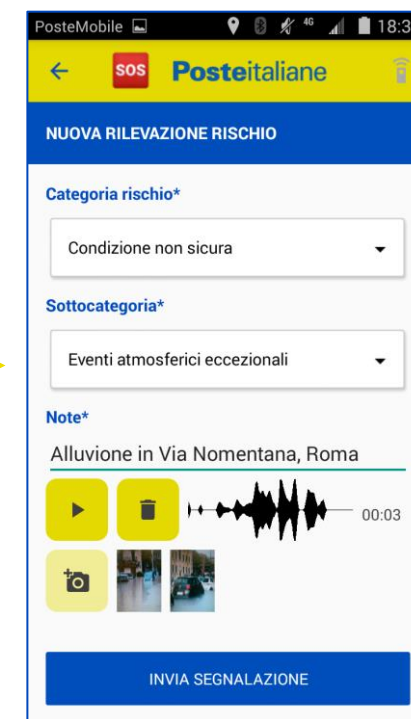 PosteMobile 4G 18:3
SOS Posteitaliane
NUOVA RILEVAZIONE RISCHIO
Categoria rischio*
Condizione non sicura
Sottocategoria*
Eventi atmosferici eccezionali
Note*
Alluvione in Via Nomentana, Roma
00:03
INVIA SEGNALAZIONE